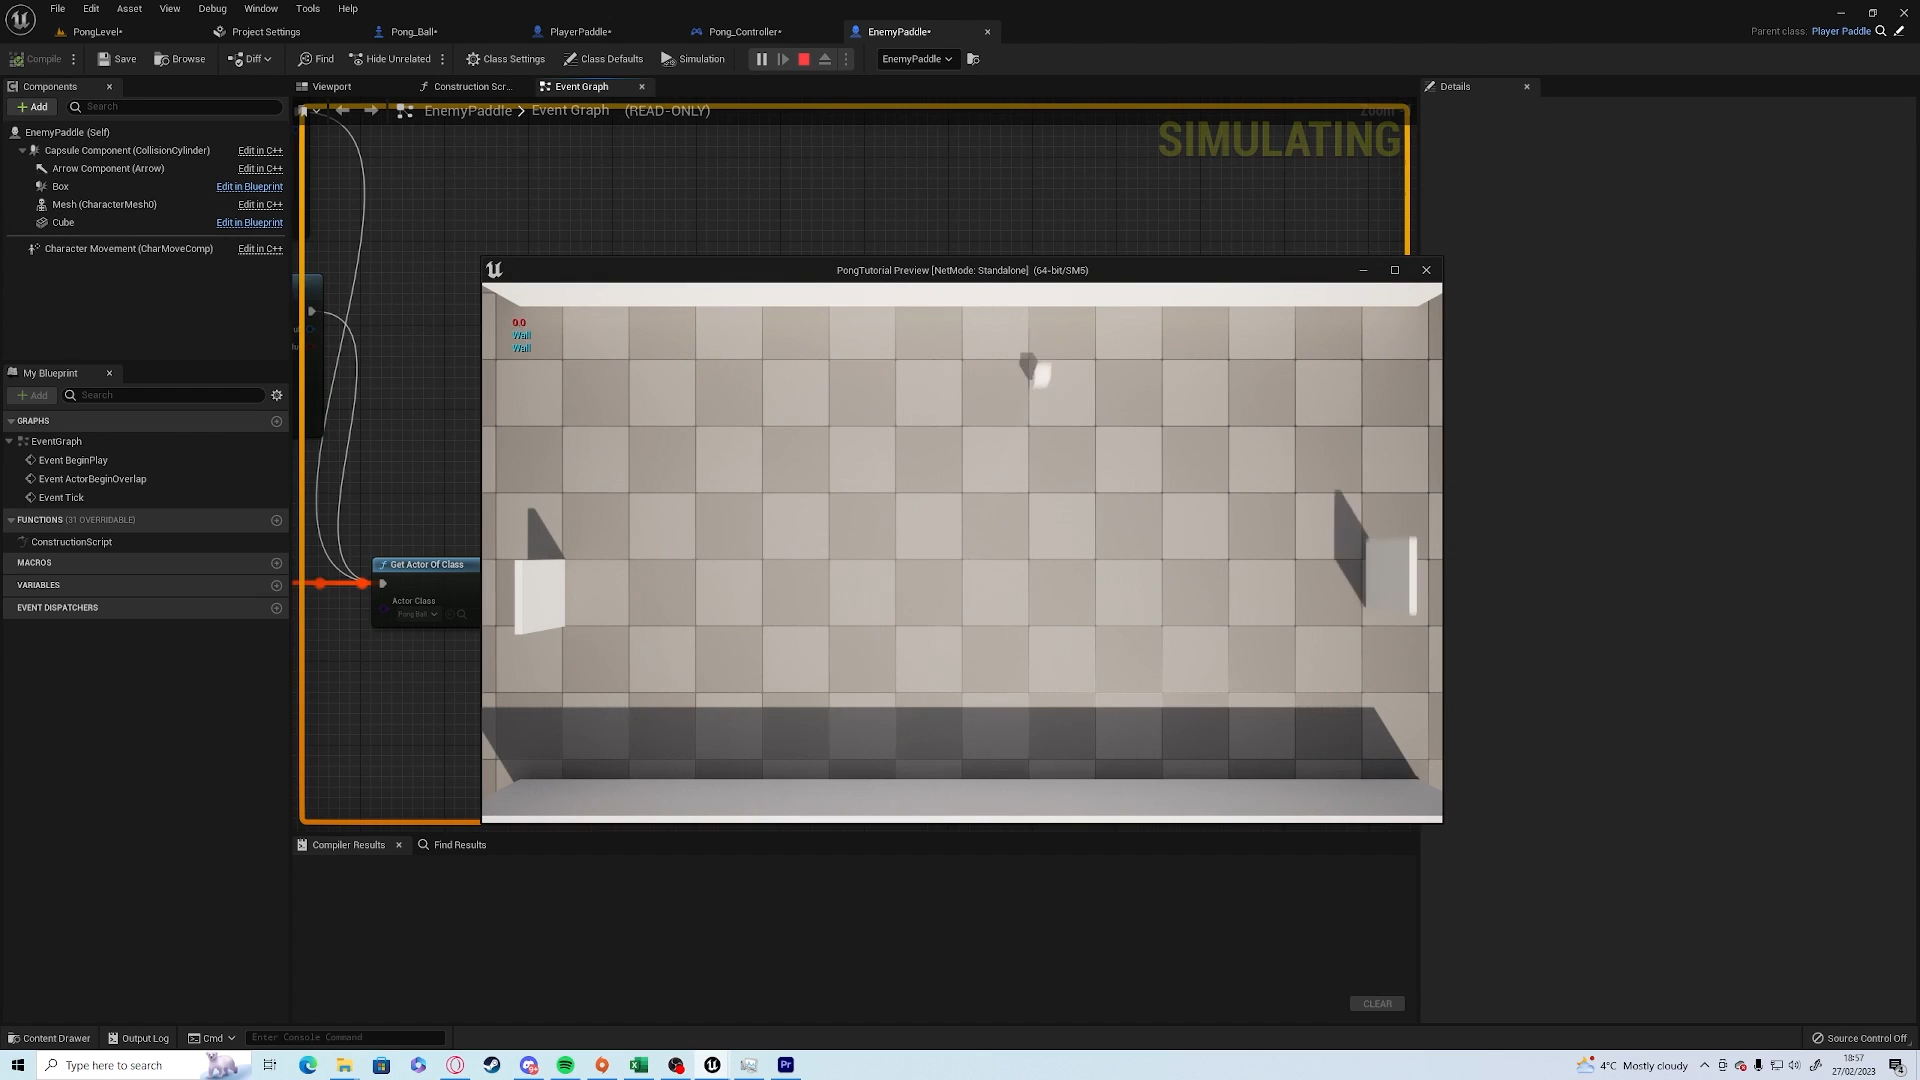 File Edit Asset View Debug Window Tools Help
PongLevel* Project Settings Pong_Ball* PlayerPaddle* Pong_Controller* EnemyPaddle*
Parent class: Player Paddle
Compile Save Browse Diff Find Hide Unrelated Class Settings Class Defaults Simulation EnemyPaddle
Components Viewport Construction Scr... Event Graph Details
Add Search
EnemyPaddle > Event Graph (READ-ONLY) Zoom
SIMULATING
EnemyPaddle (Self)
Capsule Component (CollisionCylinder) Edit in C++
Arrow Component (Arrow) Edit in C++
Box Edit in Blueprint
Mesh (CharacterMesh0) Edit in C++
Cube Edit in Blueprint
Character Movement (CharMoveComp) Edit in C++
PongTutorial Preview [NetMode: Standalone] (64-bit/SM5)
0.0
Wall
Wall
My Blueprint
Add Search
GRAPHS
EventGraph
Event BeginPlay
Event ActorBeginOverlap
Event Tick
FUNCTIONS (31 OVERRIDABLE)
ConstructionScript
MACROS
VARIABLES
EVENT DISPATCHERS
Get Actor Of Class
Actor Class
Pong Ball
Compiler Results Find Results
CLEAR
Content Drawer Output Log Cmd Enter Console Command Source Control Off
Type here to search
4°C Mostly cloudy
18:57
27/02/2023
4